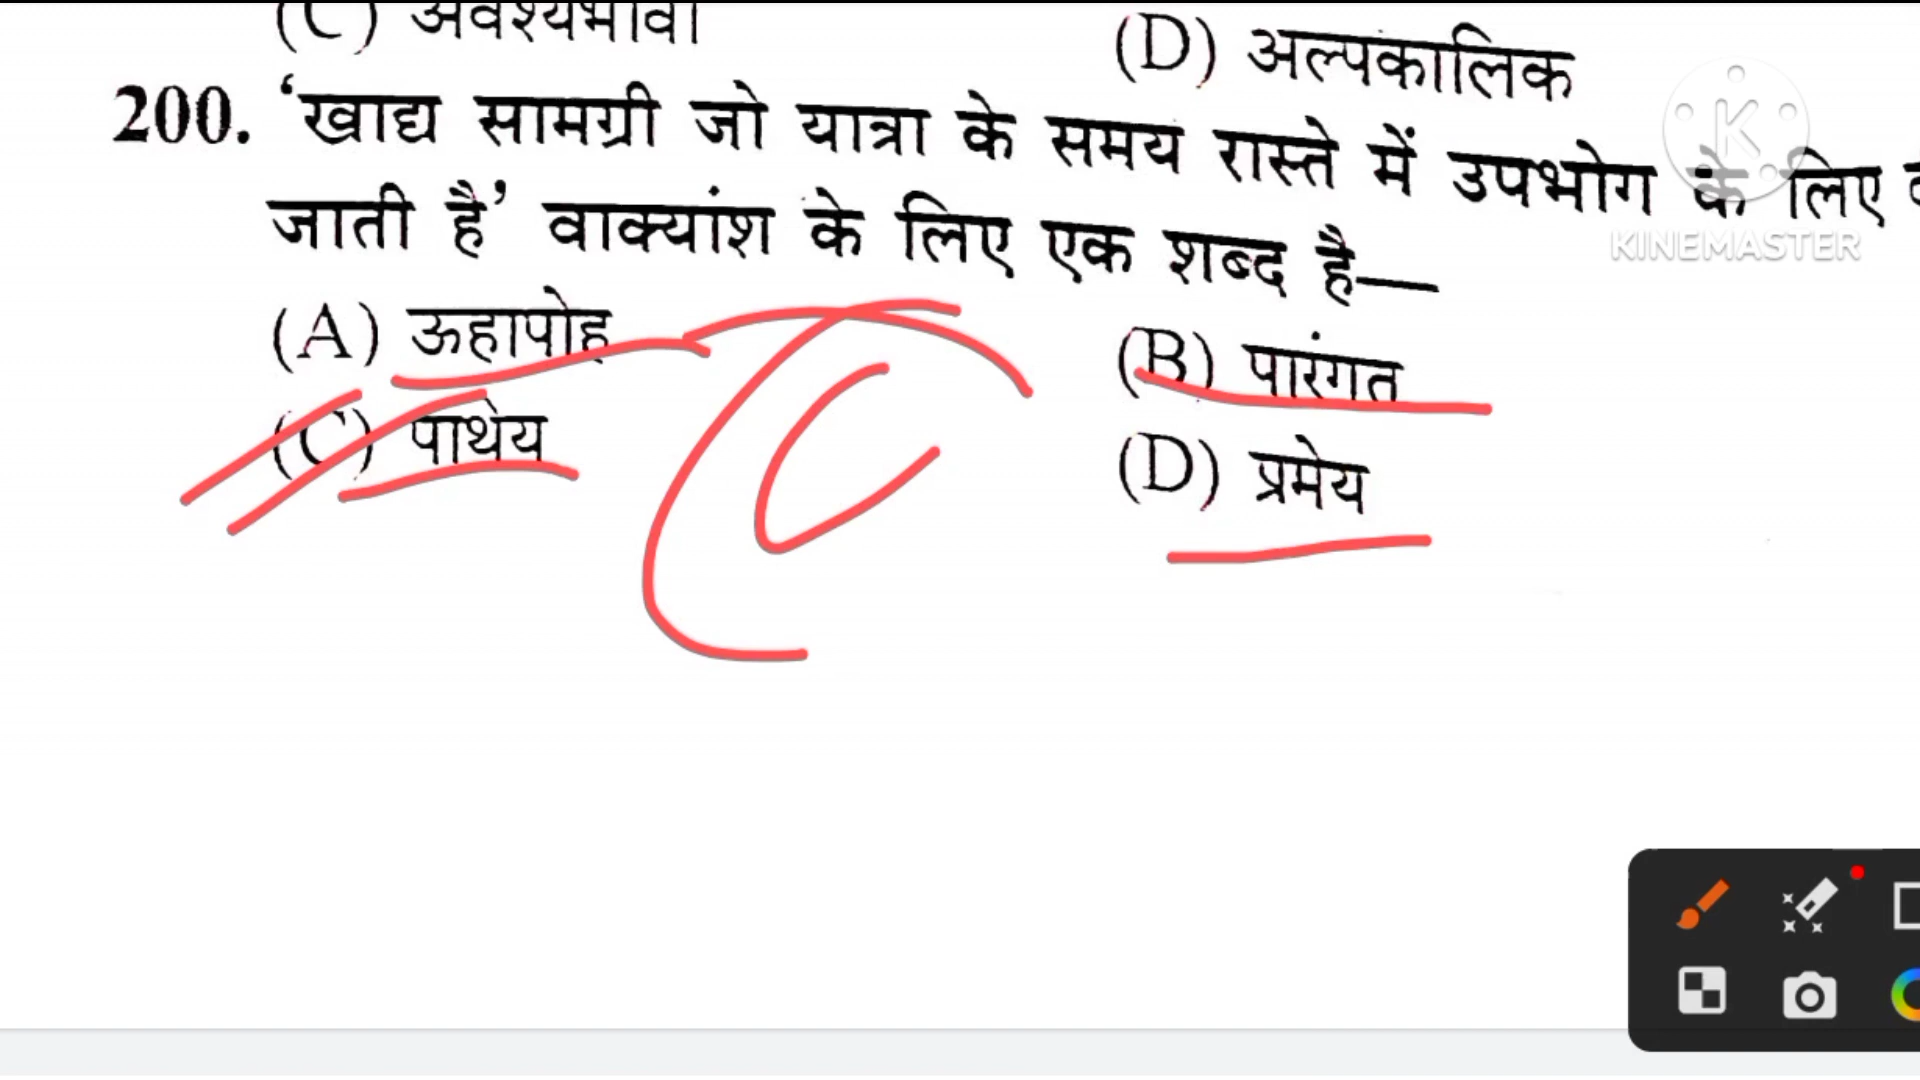 (C) अवश्यंभावी
(D) अल्पकालिक
200. ‘खाद्य सामग्री जो यात्रा के समय रास्ते में उपभोग के लिए
जाती है’ वाक्यांश के लिए एक शब्द है—
(A) ऊहापोह
(B) पारंगत
(C) पाथेय
(D) प्रमेय
K
KINEMASTER